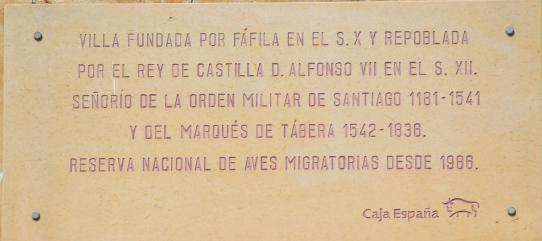 VILLA FUNDADA POR FÁFILA EN EL S.X Y REPOBLADA
POR EL REY DE CASTILLA D. ALFONSO VII EN EL S. XII.
SEÑORÍO DE LA ORDEN MILITAR DE SANTIAGO 1181-1541
Y DEL MARQUÉS DE TÁBERA 1542-1836.
RESERVA NACIONAL DE AVES MIGRATORIAS DESDE 1986.
Caja España